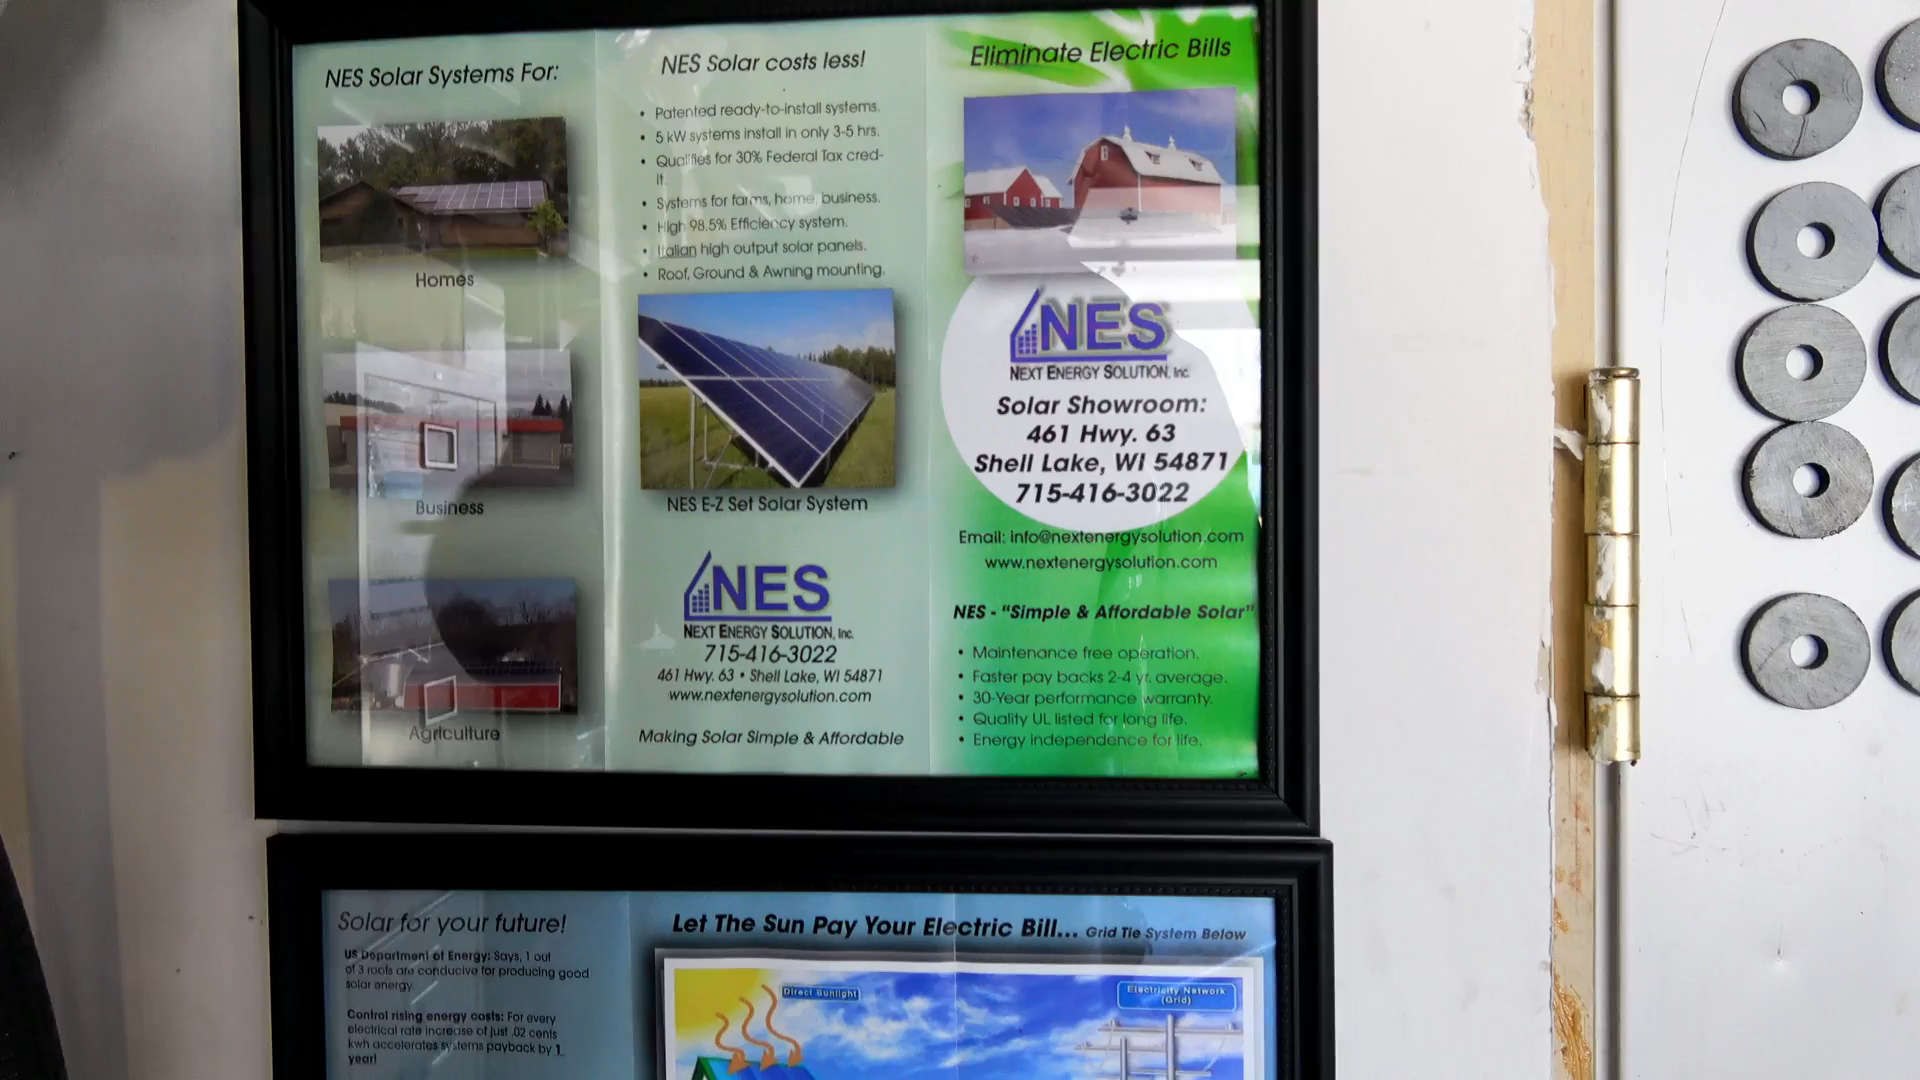 NES Solar Systems For:
Homes
Business
Agriculture
NES Solar costs less!
• Patented ready-to-install systems.
• 5 kW systems install in only 3-5 hrs.
• Qualifies for 30% Federal Tax cred-
it.
• Systems for farms, home, business.
• High 98.5% Efficiency system.
• Italian high output solar panels.
• Roof, Ground & Awning mounting.
NES E-Z Set Solar System
NES
NEXT ENERGY SOLUTION, Inc.
715-416-3022
461 Hwy. 63 • Shell Lake, WI 54871
www.nextenergysolution.com
Making Solar Simple & Affordable
Eliminate Electric Bills
NES
NEXT ENERGY SOLUTION, Inc.
Solar Showroom:
461 Hwy. 63
Shell Lake, WI 54871
715-416-3022
Email: info@nextenergysolution.com
www.nextenergysolution.com
NES - "Simple & Affordable Solar"
• Maintenance free operation.
• Faster pay backs 2-4 yr. average.
• 30-Year performance warranty.
• Quality UL listed for long life.
• Energy independence for life.
Solar for your future!
US Department of Energy: Says, 1 out
of 3 roofs are conducive for producing good
solar energy.
Control rising energy costs: For every
electrical rate increase of just .02 cents
kwh accelerates systems payback by 1
year!
Let The Sun Pay Your Electric Bill... Grid Tie System Below
Direct Sunlight
Electricity Network
(Grid)